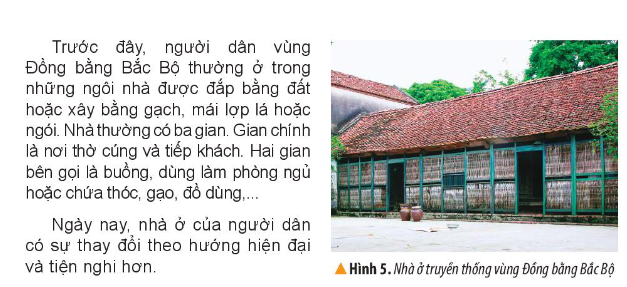 Trước đây, người dân vùng
Đồng bằng Bắc Bộ thường ở trong
những ngôi nhà được đắp bằng đất
hoặc xây bằng gạch, mái lợp lá hoặc
ngói. Nhà thường có ba gian. Gian chính
là nơi thờ cúng và tiếp khách. Hai gian
bên gọi là buồng, dùng làm phòng ngủ
hoặc chứa thóc, gạo, đồ dùng,...
Ngày nay, nhà ở của người dân
có sự thay đổi theo hướng hiện đại
và tiện nghi hơn.
▲ Hình 5. Nhà ở truyền thống vùng Đồng bằng Bắc Bộ